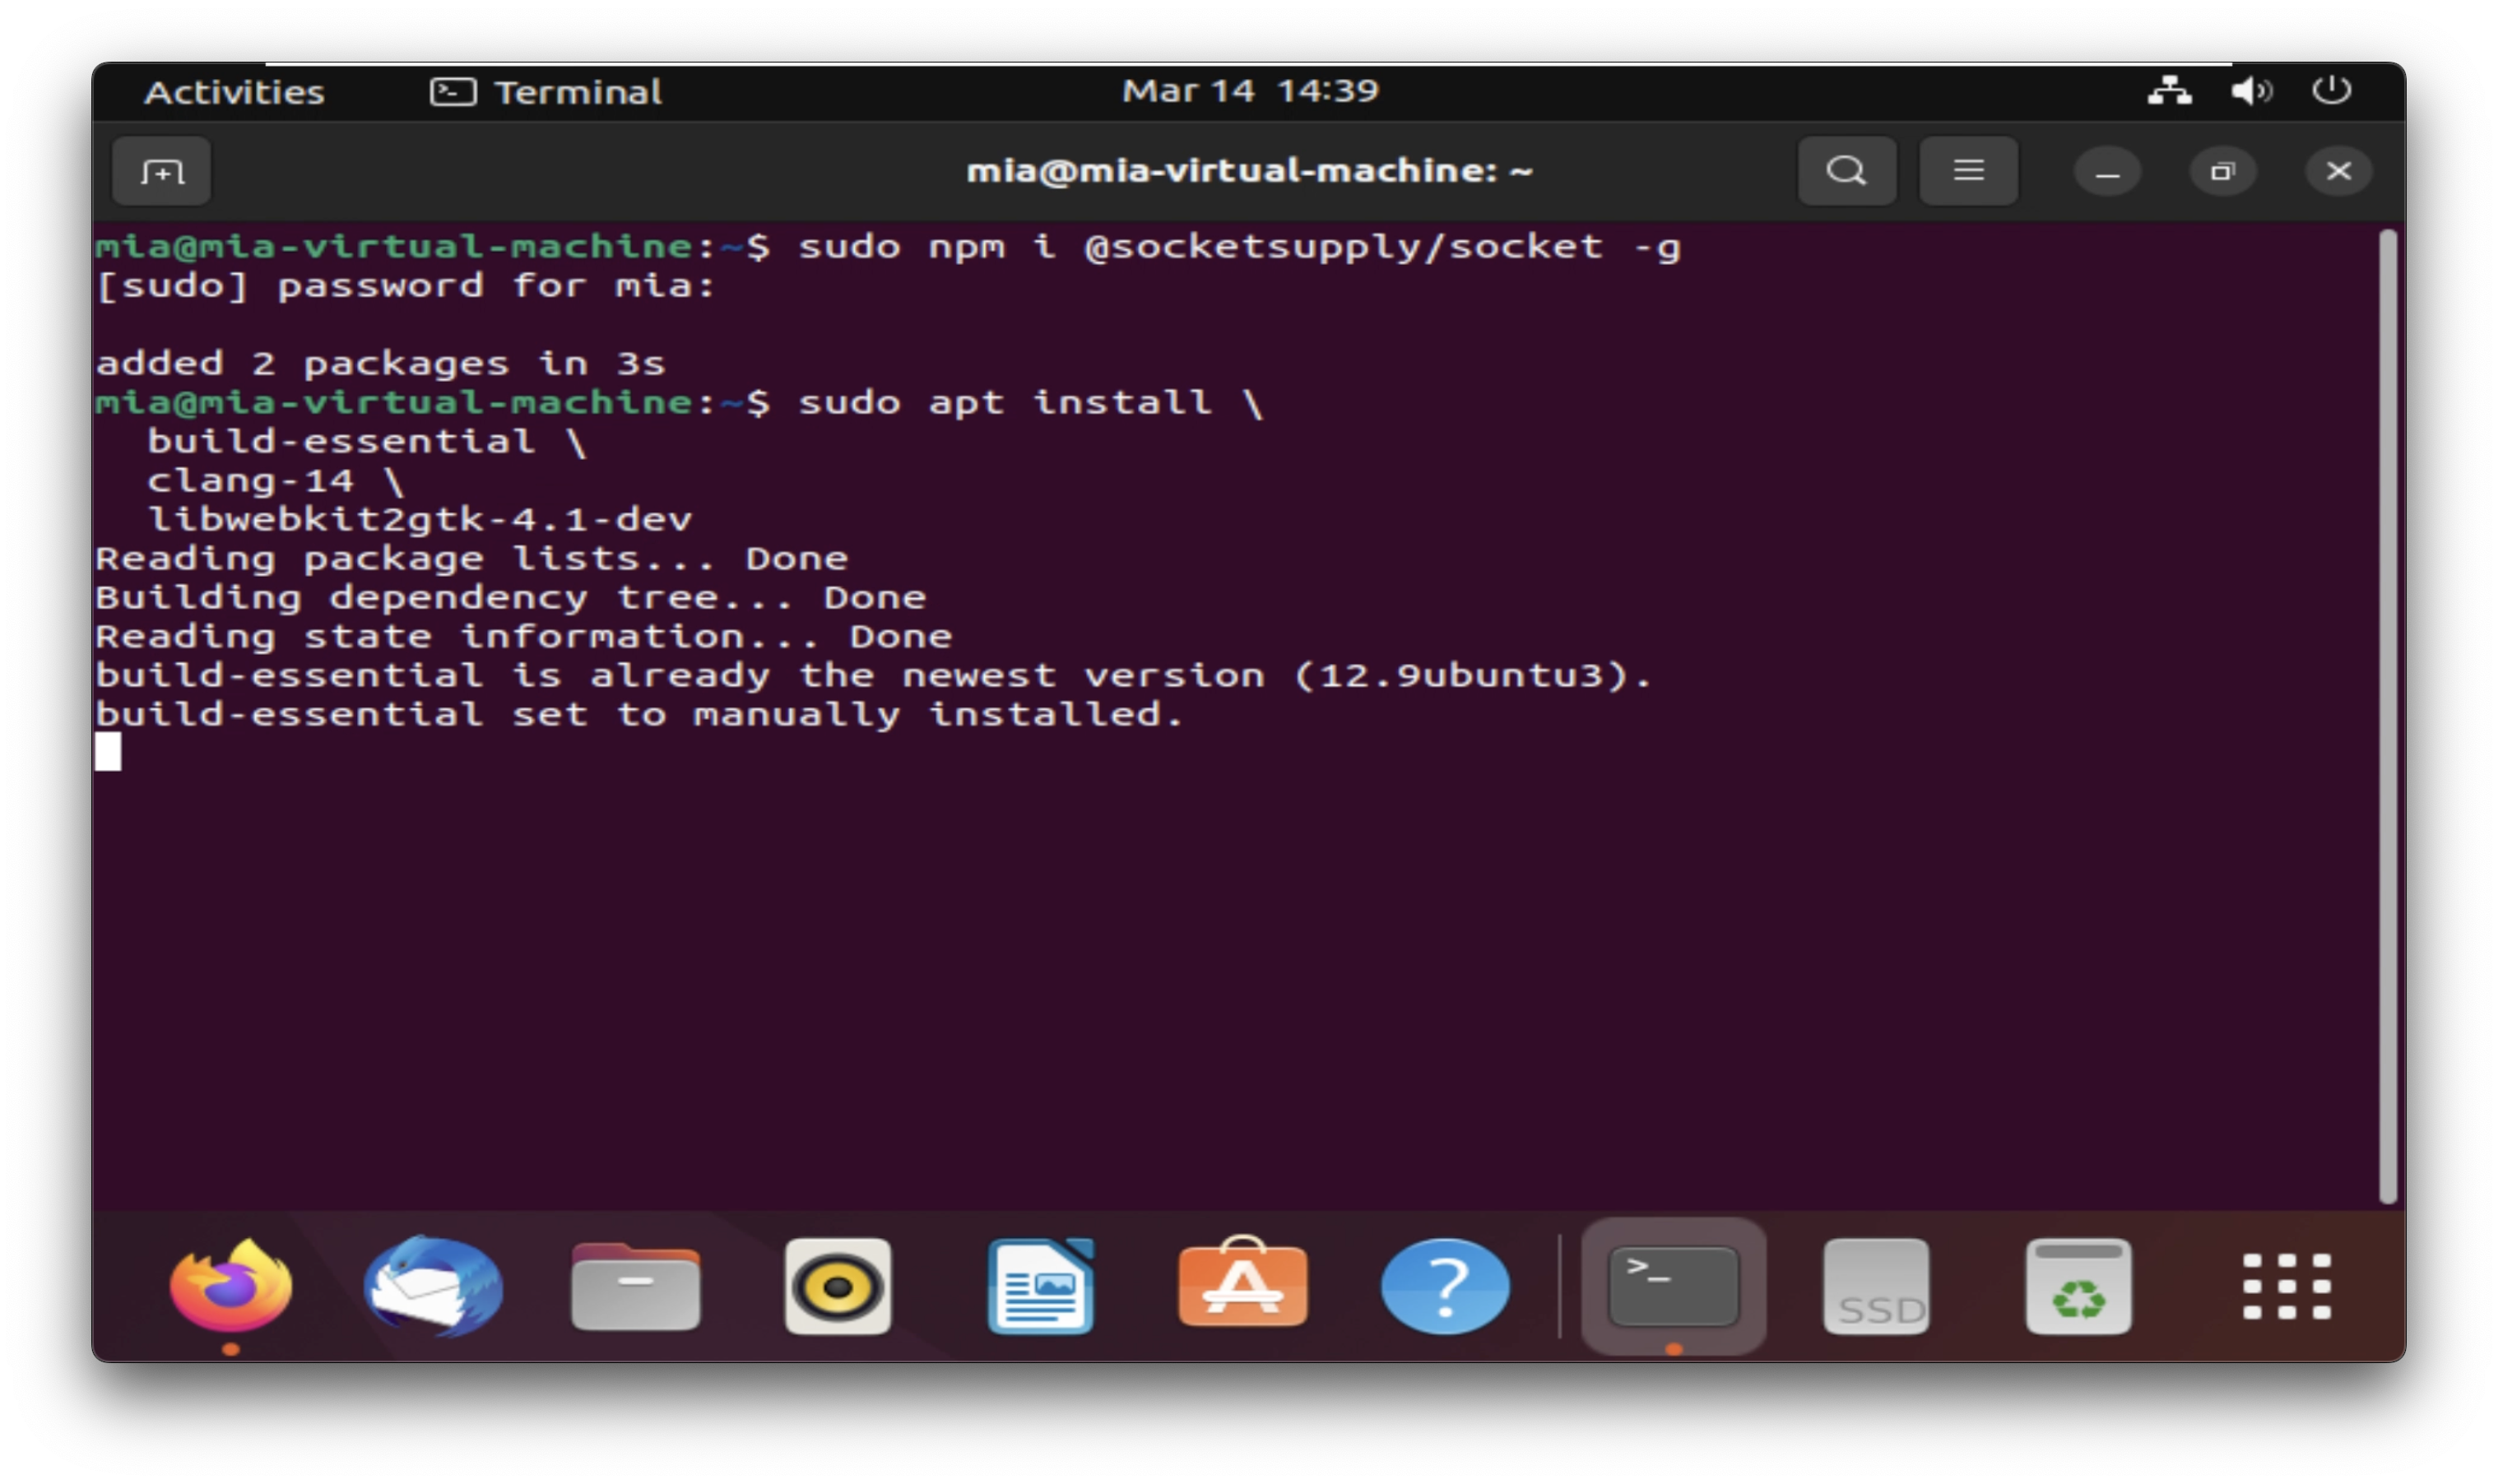 Activities Terminal Mar 14 14:39
mia@mia-virtual-machine: ~
mia@mia-virtual-machine:~$ sudo npm i @socketsupply/socket -g
[sudo] password for mia:
added 2 packages in 3s
mia@mia-virtual-machine:~$ sudo apt install \
  build-essential \
  clang-14 \
  libwebkit2gtk-4.1-dev
Reading package lists... Done
Building dependency tree... Done
Reading state information... Done
build-essential is already the newest version (12.9ubuntu3).
build-essential set to manually installed.
SSD